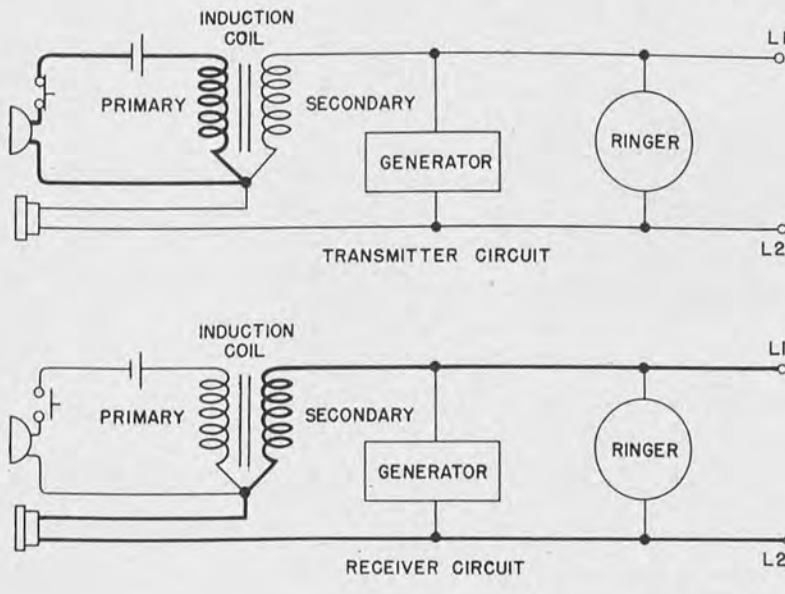 INDUCTION
COIL
L1
PRIMARY
SECONDARY
GENERATOR
RINGER
L2
TRANSMITTER CIRCUIT
INDUCTION
COIL
L1
PRIMARY
SECONDARY
GENERATOR
RINGER
L2
RECEIVER CIRCUIT